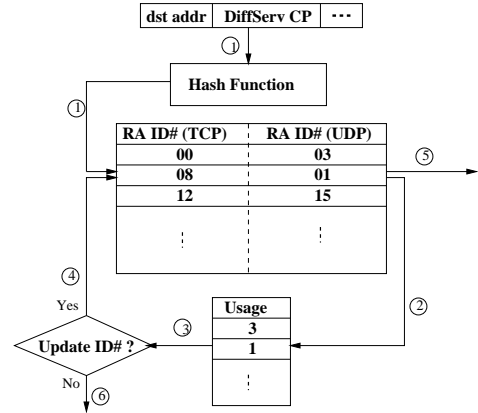 dst addr DiffServ CP ...
1
Hash Function
1
RA ID# (TCP) RA ID# (UDP)
00 03
5
08 01
12 15
⋮ ⋮
4
2
Yes
Usage
3
3
1
Update ID# ?
⋮
No
6